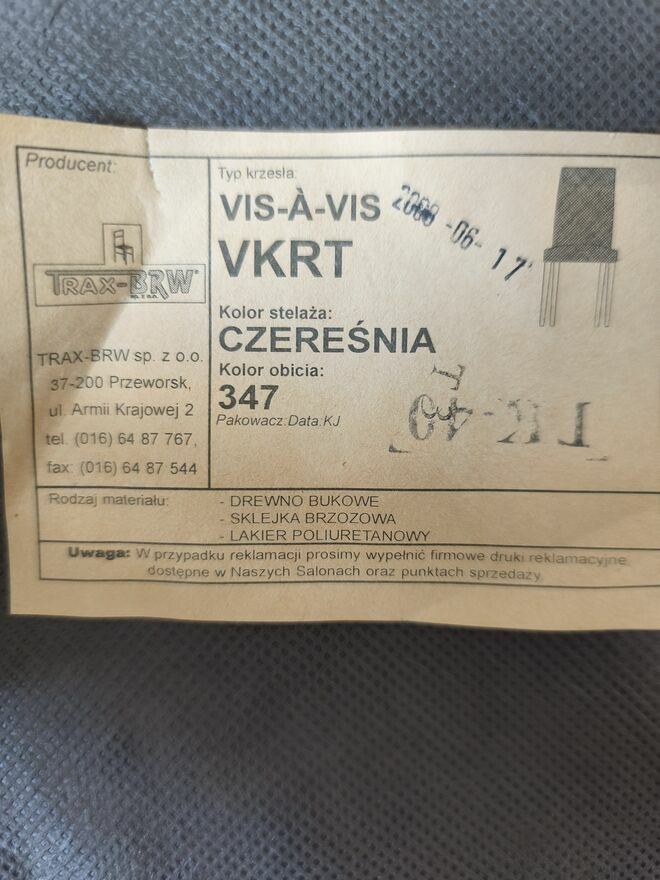 Producent:
TRAX-BRW
sp. z o.o.
TRAX-BRW sp. z o.o.
37-200 Przeworsk,
ul. Armii Krajowej 2
tel. (016) 64 87 767,
fax: (016) 64 87 544
Typ krzesła:
VIS-À-VIS
VKRT
2008 -06- 17
Kolor stelaża:
CZEREŚNIA
Kolor obicia:
347
Pakowacz.Data.KJ
Rodzaj materiału:
- DREWNO BUKOWE
- SKLEJKA BRZOZOWA
- LAKIER POLIURETANOWY
Uwaga: W przypadku reklamacji prosimy wypełnić firmowe druki reklamacyjne
dostępne w Naszych Salonach oraz punktach sprzedaży.